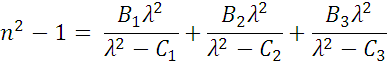 n² − 1 = B₁λ²/(λ² − C₁) + B₂λ²/(λ² − C₂) + B₃λ²/(λ² − C₃)